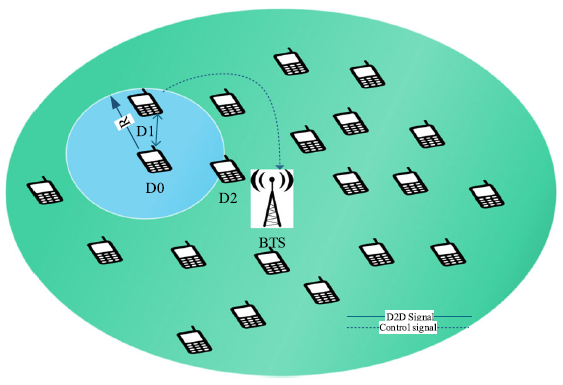 R
D1
D0
D2
BTS
D2D Signal
Control signal